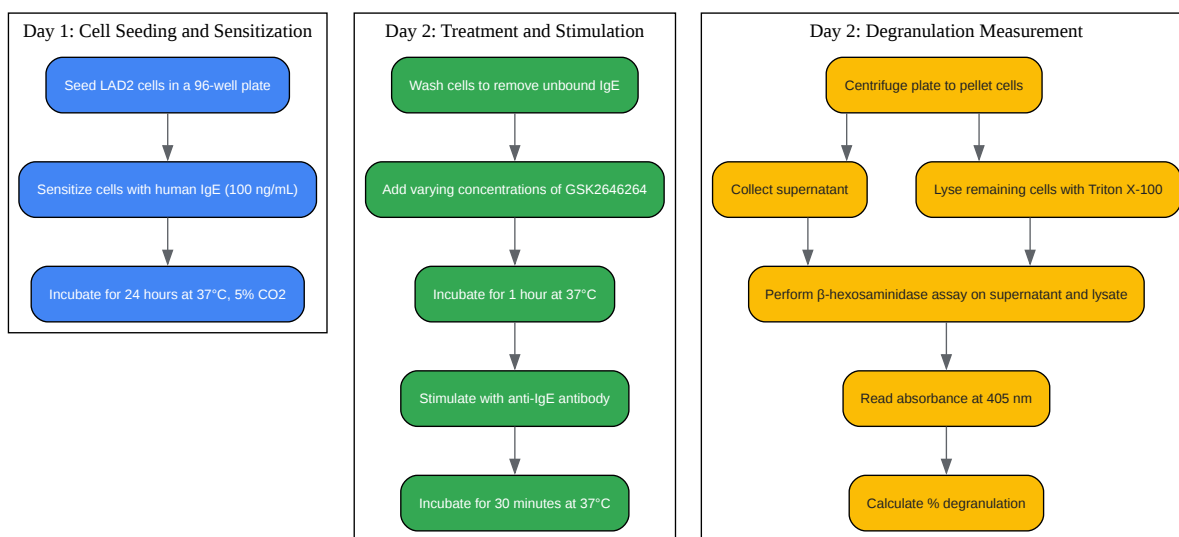 Day 1: Cell Seeding and Sensitization
Seed LAD2 cells in a 96-well plate
Sensitize cells with human IgE (100 ng/mL)
Incubate for 24 hours at 37°C, 5% CO2
Day 2: Treatment and Stimulation
Wash cells to remove unbound IgE
Add varying concentrations of GSK2646264
Incubate for 1 hour at 37°C
Stimulate with anti-IgE antibody
Incubate for 30 minutes at 37°C
Day 2: Degranulation Measurement
Centrifuge plate to pellet cells
Collect supernatant
Lyse remaining cells with Triton X-100
Perform β-hexosaminidase assay on supernatant and lysate
Read absorbance at 405 nm
Calculate % degranulation